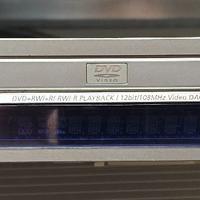 DVD
VIDEO
DVD+RW/+R/-RW/-R PLAYBACK / 12bit/108MHz Video DAC